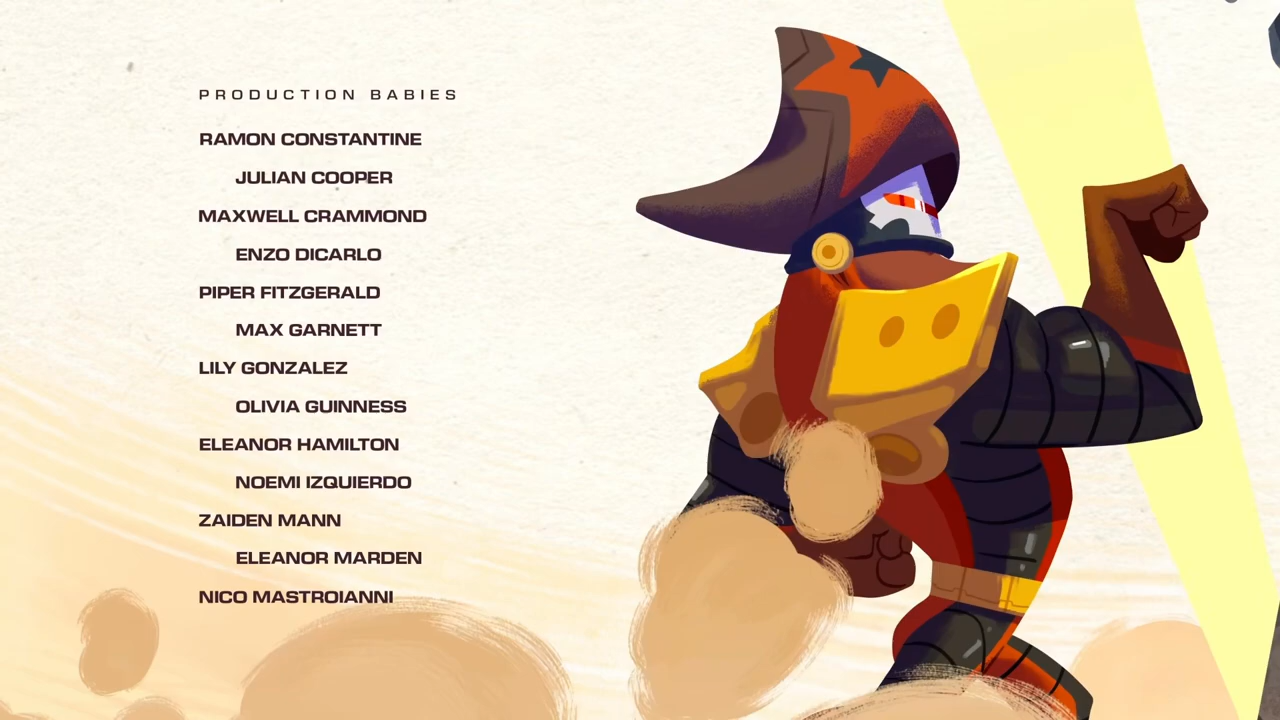 PRODUCTION BABIES
RAMON CONSTANTINE
JULIAN COOPER
MAXWELL CRAMMOND
ENZO DICARLO
PIPER FITZGERALD
MAX GARNETT
LILY GONZALEZ
OLIVIA GUINNESS
ELEANOR HAMILTON
NOEMI IZQUIERDO
ZAIDEN MANN
ELEANOR MARDEN
NICO MASTROIANNI